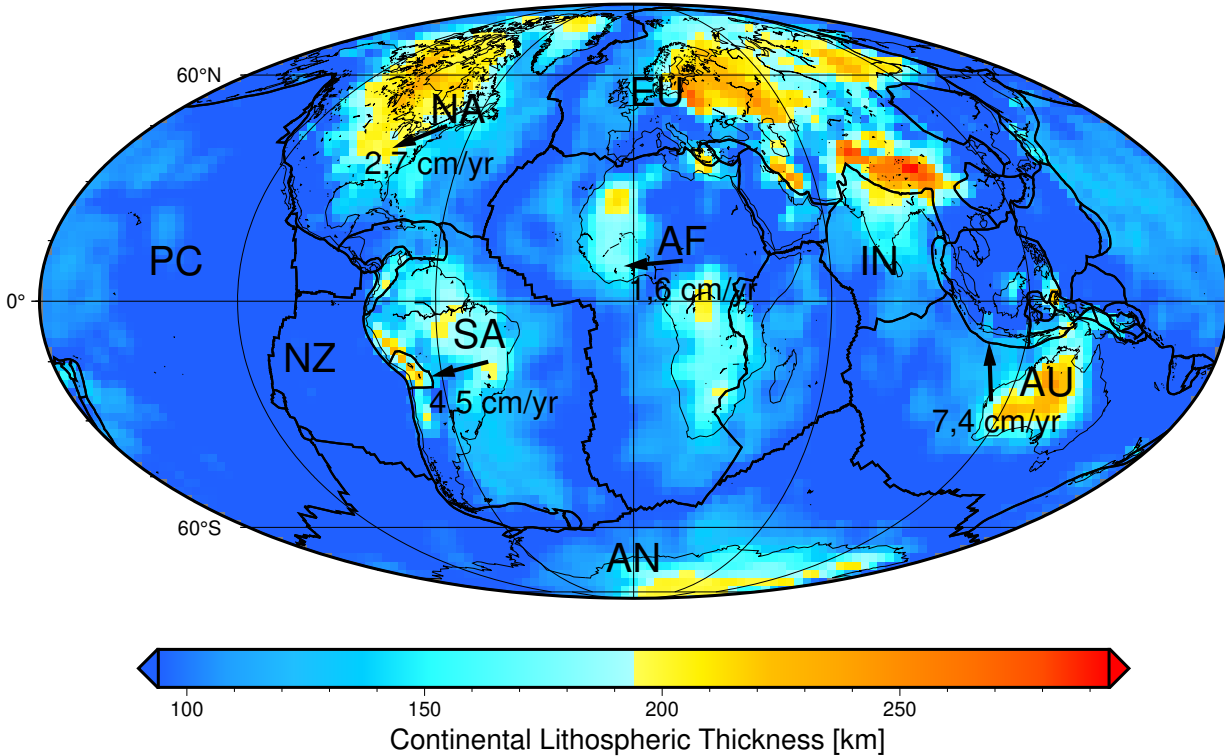 60°N
NA
EU
2,7 cm/yr
PC
AF
IN
1,6 cm/yr
0°
SA
NZ
AU
4,5 cm/yr
7,4 cm/yr
60°S
AN
100 150 200 250
Continental Lithospheric Thickness [km]